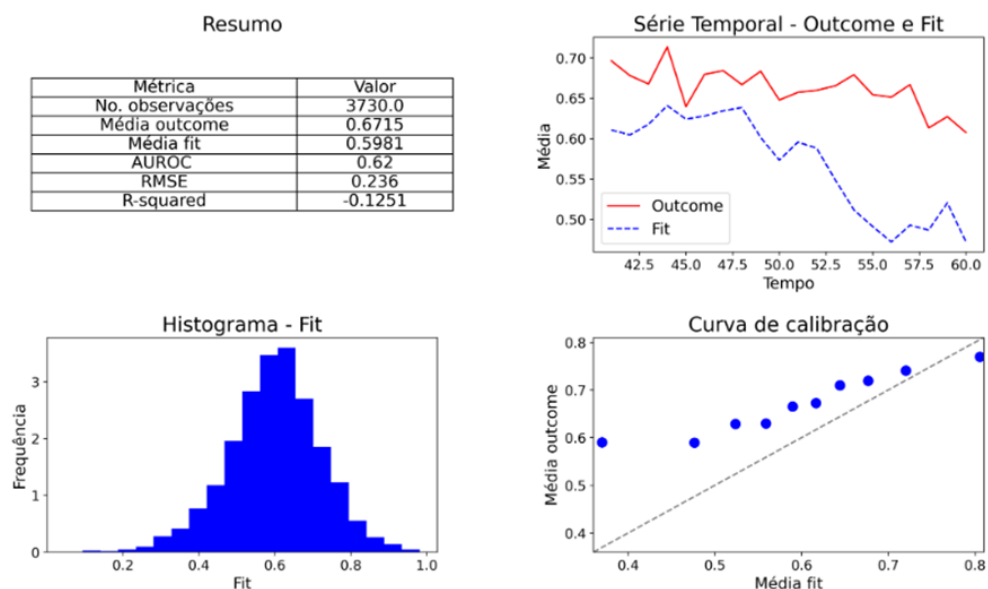 Resumo
Métrica Valor
No. observações 3730.0
Média outcome 0.6715
Média fit 0.5981
AUROC 0.62
RMSE 0.236
R-squared -0.1251
Série Temporal - Outcome e Fit
Média
0.70
0.65
0.60
0.55
0.50
Outcome
Fit
42.5 45.0 47.5 50.0 52.5 55.0 57.5 60.0
Tempo
Histograma - Fit
Frequência
3
2
1
0
0.2 0.4 0.6 0.8 1.0
Fit
Curva de calibração
Média outcome
0.8
0.7
0.6
0.5
0.4
0.4 0.5 0.6 0.7 0.8
Média fit